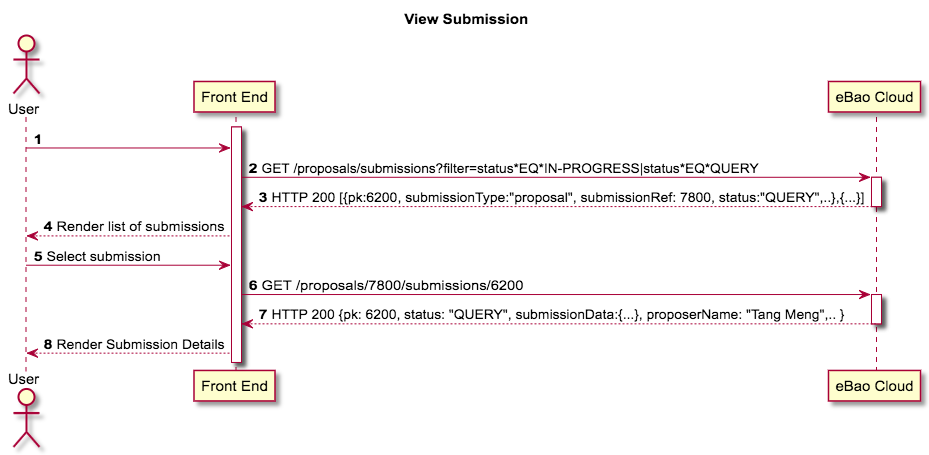 View Submission
User
Front End
eBao Cloud
1
2 GET /proposals/submissions?filter=status*EQ*IN-PROGRESS|status*EQ*QUERY
3 HTTP 200 [{pk:6200, submissionType:"proposal", submissionRef: 7800, status:"QUERY",..},{...}]
4 Render list of submissions
5 Select submission
6 GET /proposals/7800/submissions/6200
7 HTTP 200 {pk: 6200, status: "QUERY", submissionData:{...}, proposerName: "Tang Meng",.. }
8 Render Submission Details
User
Front End
eBao Cloud